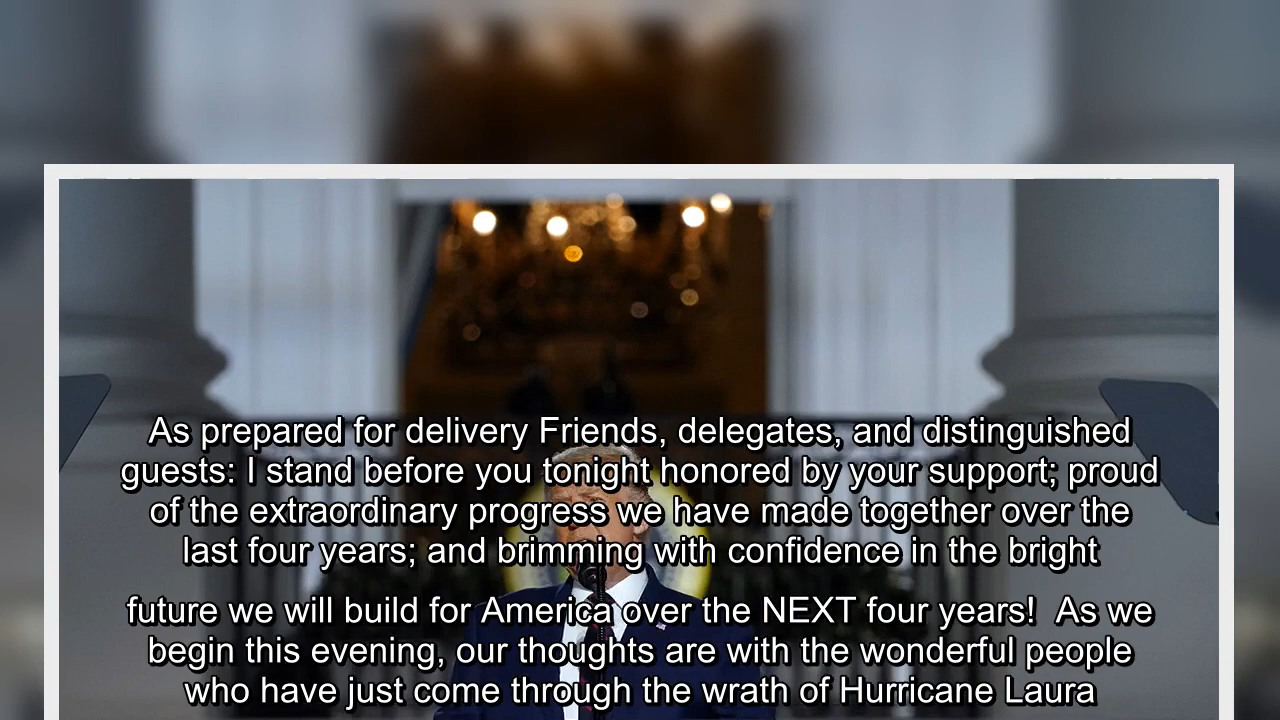 As prepared for delivery Friends, delegates, and distinguished
guests: I stand before you tonight honored by your support; proud
of the extraordinary progress we have made together over the
last four years; and brimming with confidence in the bright
future we will build for America over the NEXT four years!  As we
begin this evening, our thoughts are with the wonderful people
who have just come through the wrath of Hurricane Laura